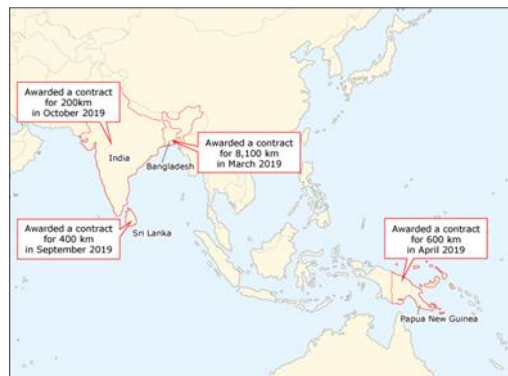 Awarded a contract
for 200km
in October 2019
India
Bangladesh
Awarded a contract
for 8,100 km
in March 2019
Awarded a contract
for 400 km
in September 2019
Sri Lanka
Awarded a contract
for 600 km
in April 2019
Papua New Guinea